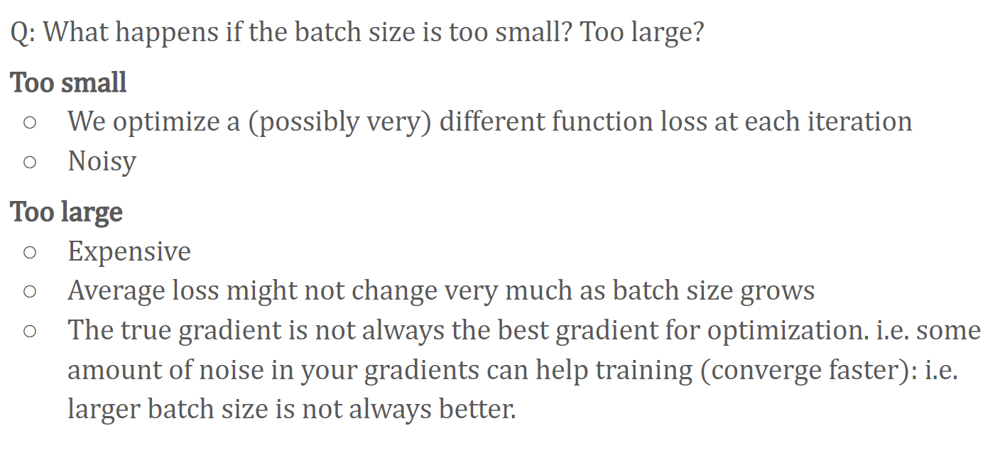 Q: What happens if the batch size is too small? Too large?
Too small
○ We optimize a (possibly very) different function loss at each iteration
○ Noisy
Too large
○ Expensive
○ Average loss might not change very much as batch size grows
○ The true gradient is not always the best gradient for optimization. i.e. some
amount of noise in your gradients can help training (converge faster): i.e.
larger batch size is not always better.